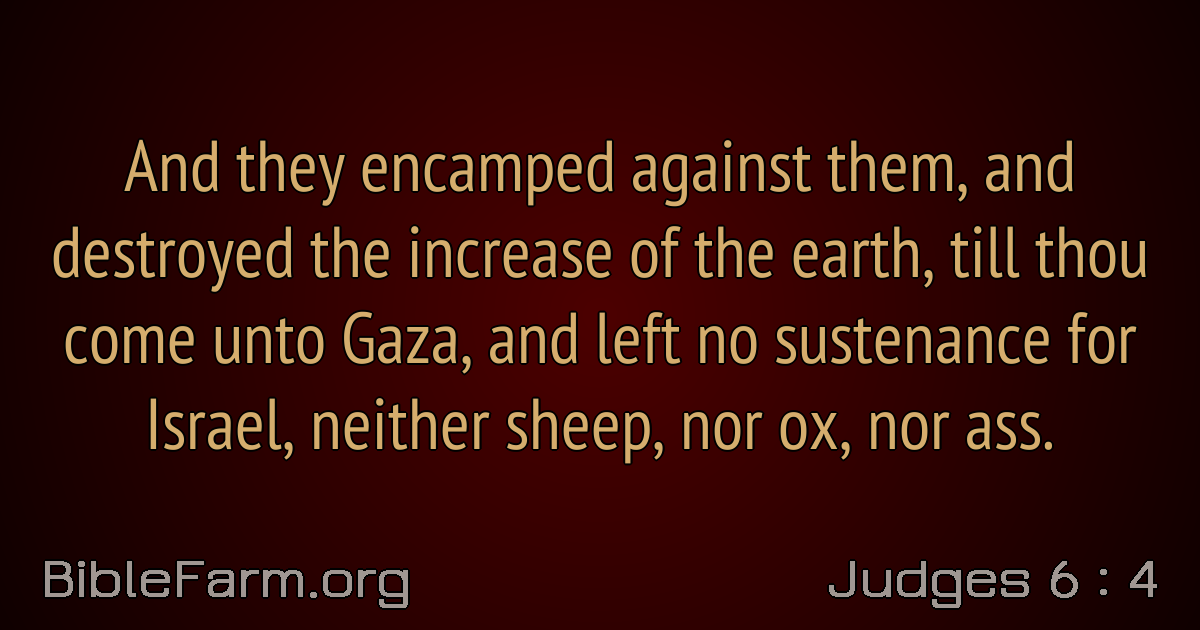 And they encamped against them, and
destroyed the increase of the earth, till thou
come unto Gaza, and left no sustenance for
Israel, neither sheep, nor ox, nor ass.
BibleFarm.org
Judges 6 : 4